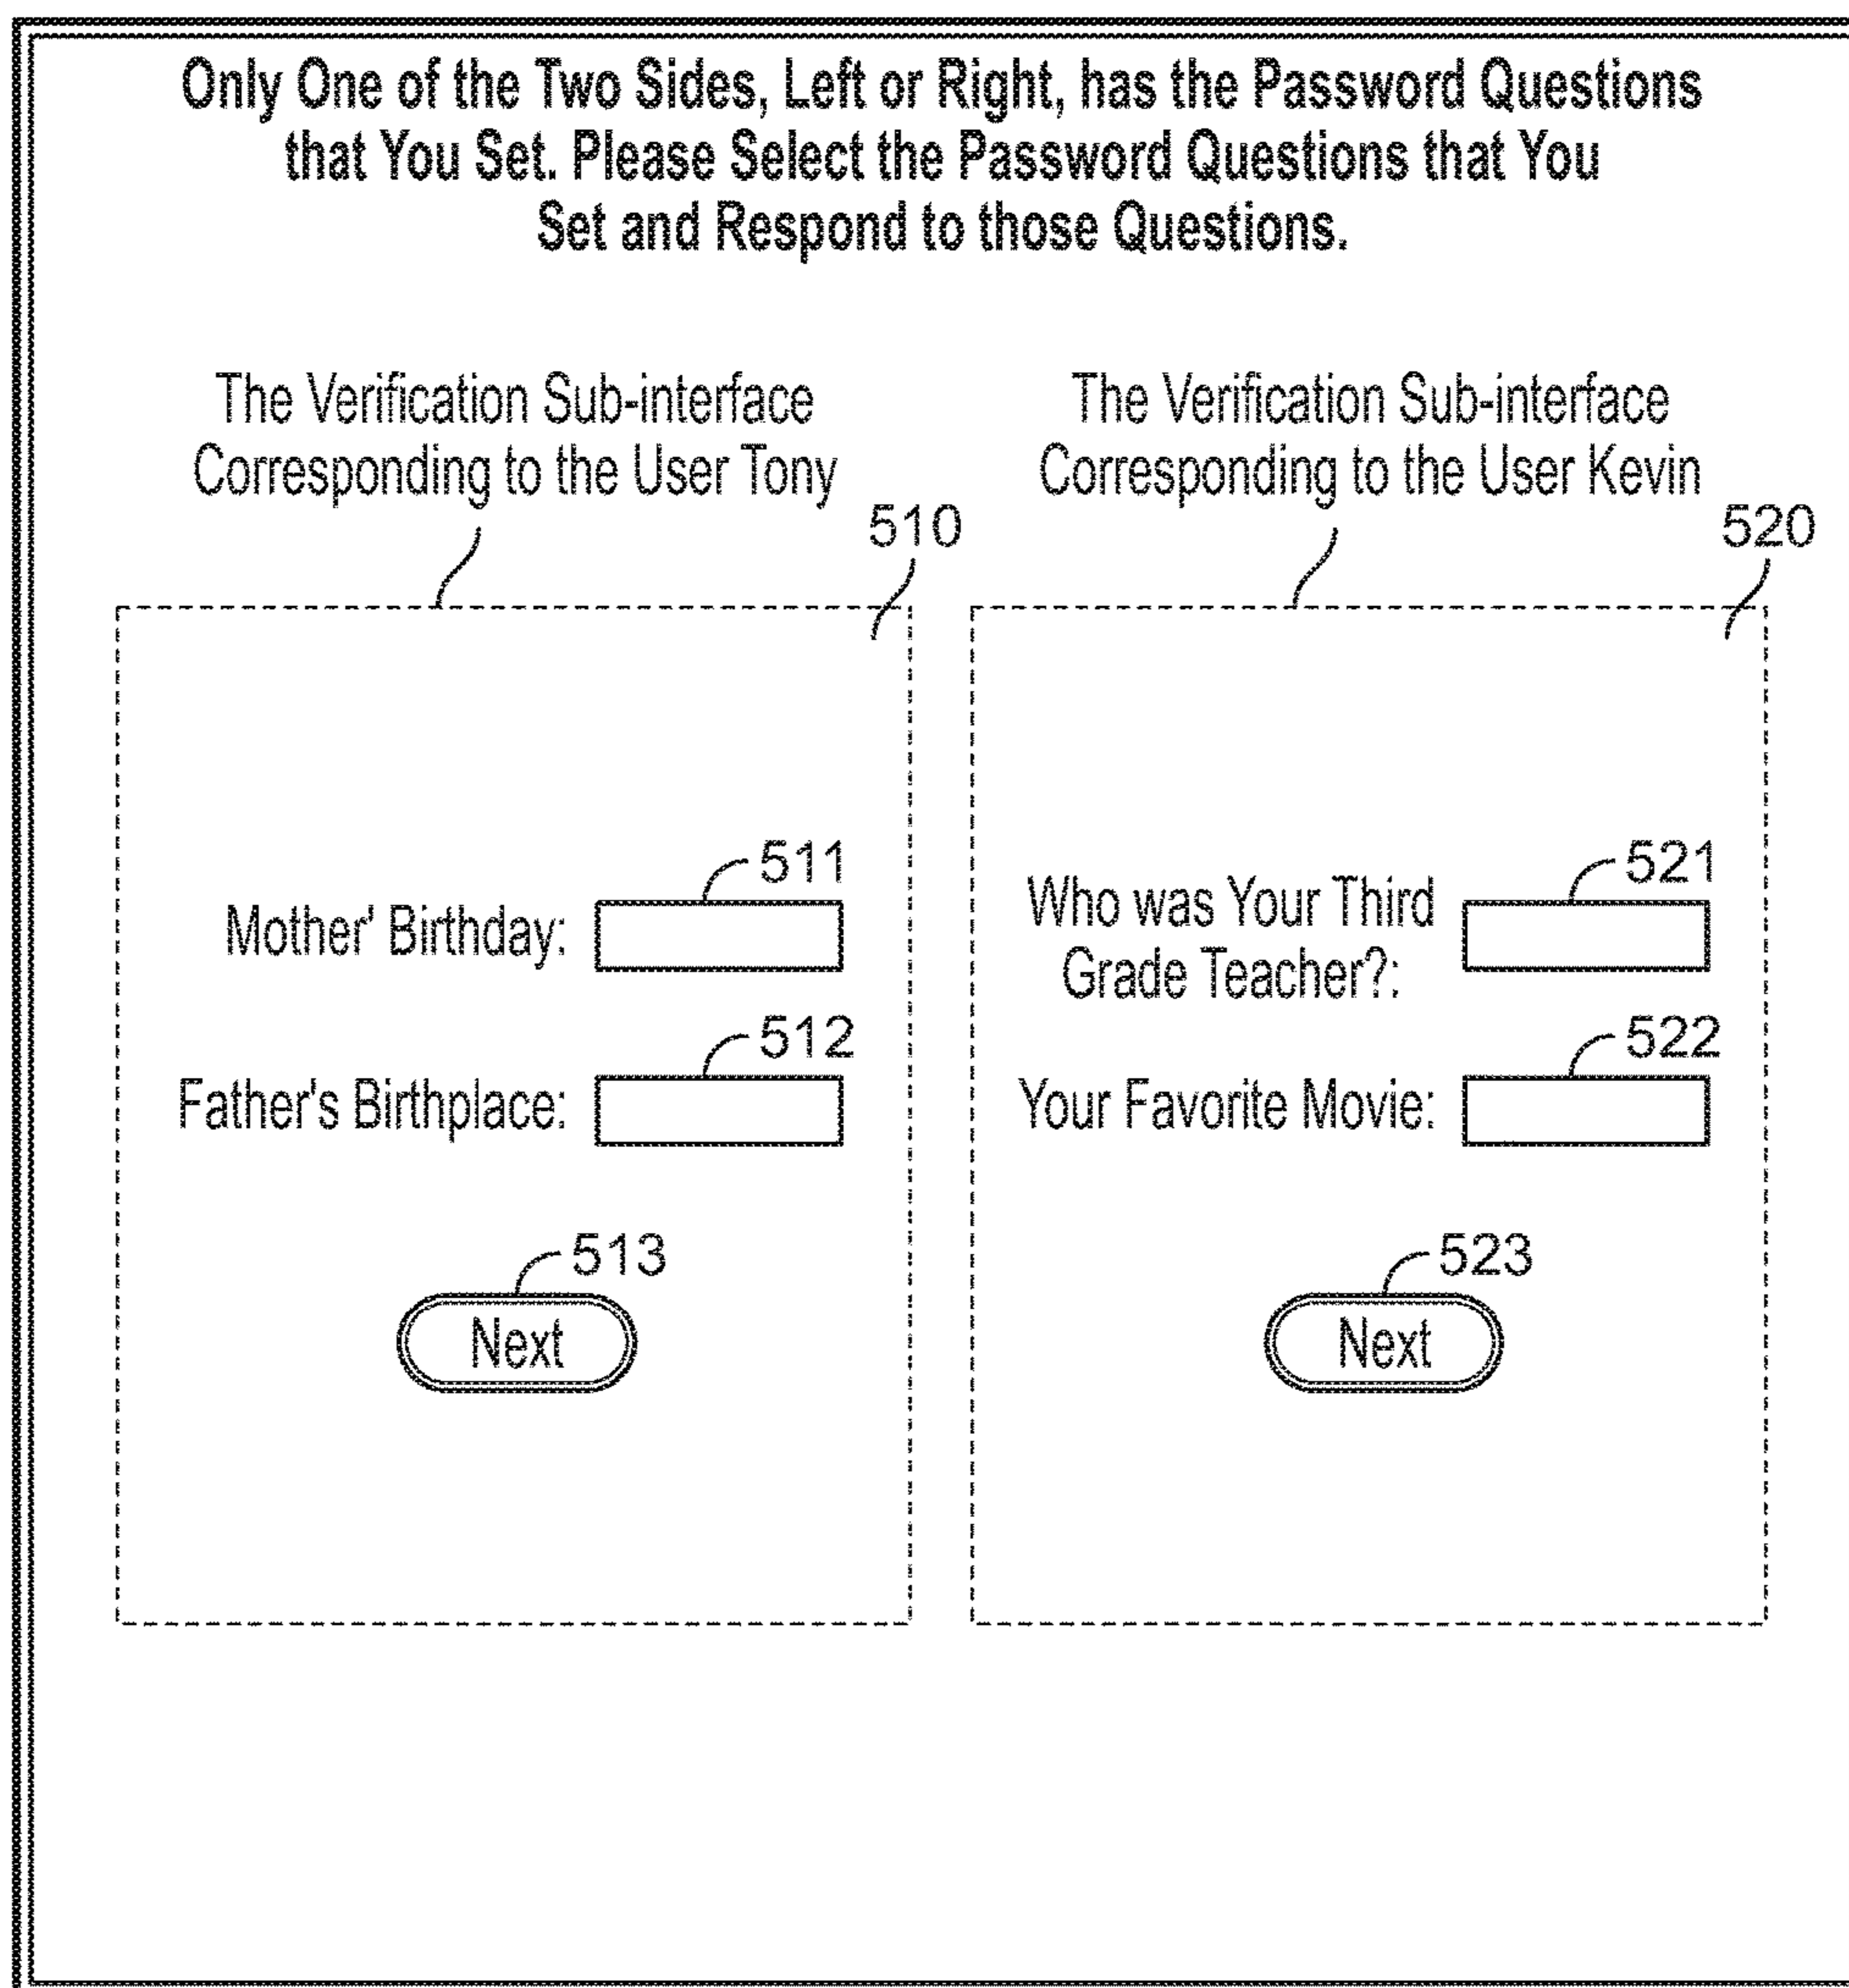 Only One of the Two Sides, Left or Right, has the Password Questions
that You Set. Please Select the Password Questions that You
Set and Respond to those Questions.
The Verification Sub-interface
Corresponding to the User Tony
510
The Verification Sub-interface
Corresponding to the User Kevin
520
511
Mother' Birthday:
512
Father's Birthplace:
513
Next
521
Who was Your Third
Grade Teacher?:
522
Your Favorite Movie:
523
Next